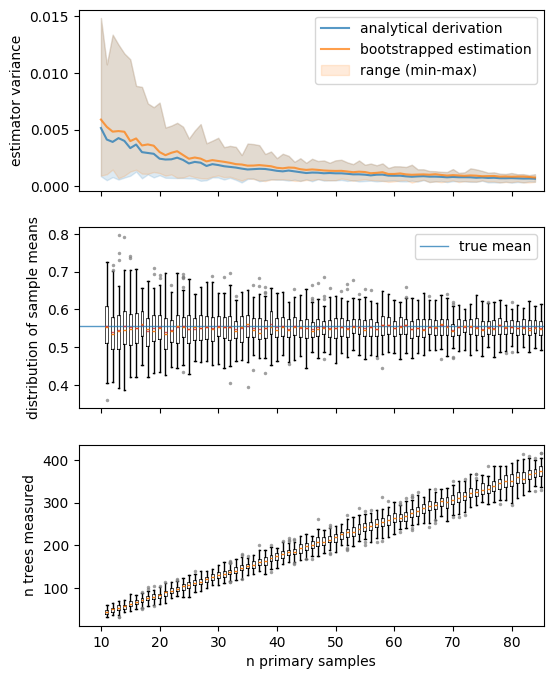 0.015
0.010
0.005
0.000
estimator variance
analytical derivation
bootstrapped estimation
range (min-max)
0.8
0.7
0.6
0.5
0.4
distribution of sample means
true mean
400
300
200
100
n trees measured
10 20 30 40 50 60 70 80
n primary samples